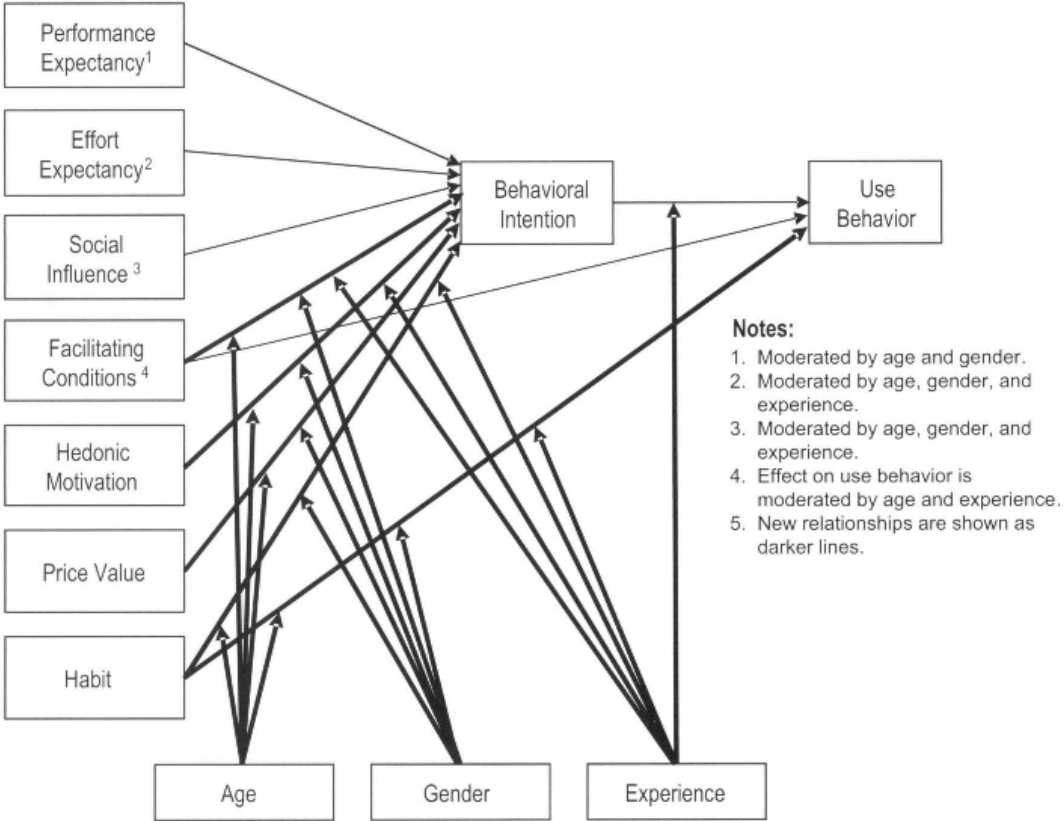 Performance
Expectancy¹
Effort
Expectancy²
Social
Influence ³
Facilitating
Conditions ⁴
Hedonic
Motivation
Price Value
Habit
Behavioral
Intention
Use
Behavior
Notes:
1. Moderated by age and gender.
2. Moderated by age, gender, and
experience.
3. Moderated by age, gender, and
experience.
4. Effect on use behavior is
moderated by age and experience.
5. New relationships are shown as
darker lines.
Age
Gender
Experience